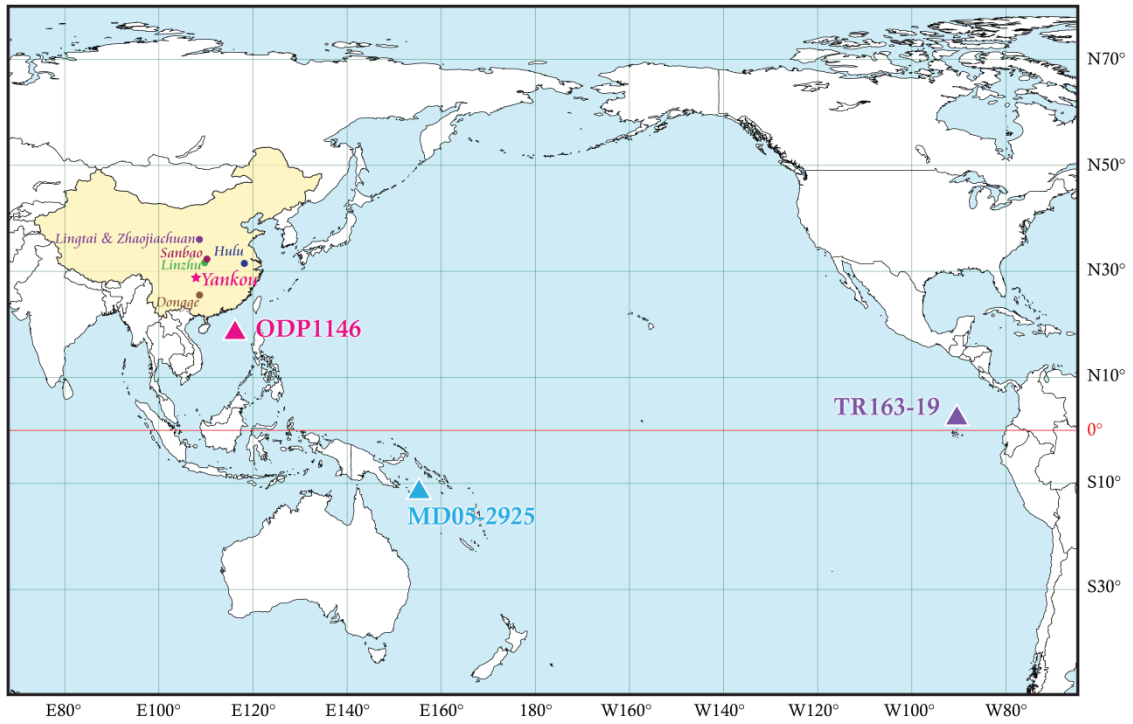 N70°
N50°
Lingtai & Zhaojiachuan
Sanbao
Hulu
Linzhu
N30°
Yankou
Dongge
ODP1146
N10°
TR163-19
0°
S10°
MD05-2925
S30°
E80° E100° E120° E140° E160° 180° W160° W140° W120° W100° W80°